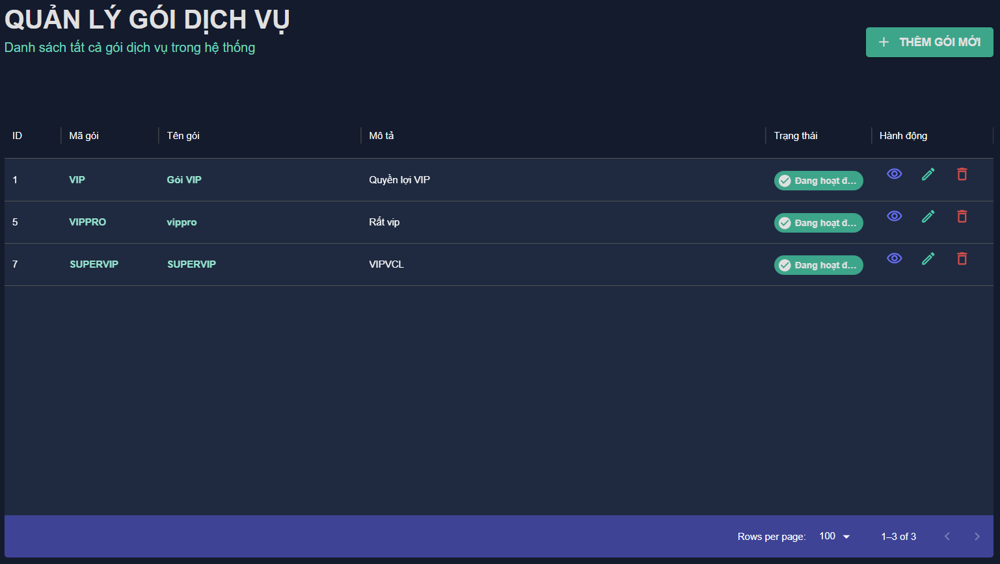 QUẢN LÝ GÓI DỊCH VỤ
Danh sách tất cả gói dịch vụ trong hệ thống
THÊM GÓI MỚI
ID Mã gói Tên gói Mô tả Trạng thái Hành động
1 VIP Gói VIP Quyền lợi VIP Đang hoạt đ...
5 VIPPRO vippro Rất vip Đang hoạt đ...
7 SUPERVIP SUPERVIP VIPVCL Đang hoạt đ...
Rows per page: 100 1–3 of 3